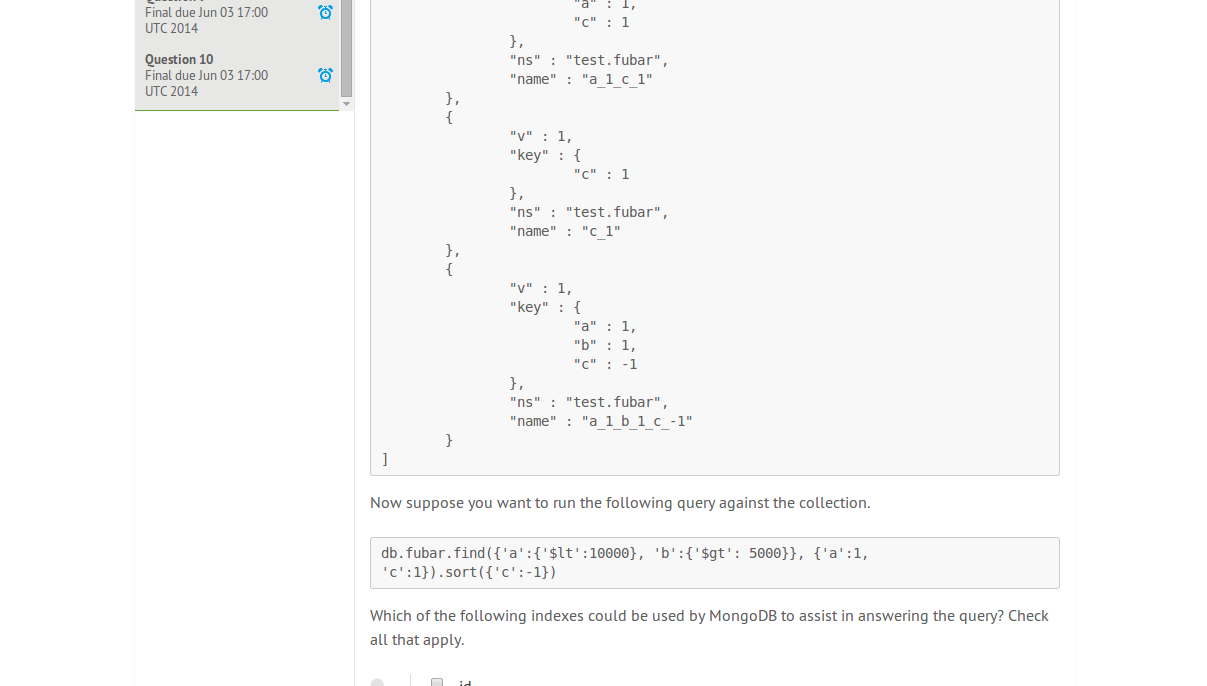 Final due Jun 03 17:00
UTC 2014
Question 10
Final due Jun 03 17:00
UTC 2014
"a" : 1,
"c" : 1
},
"ns" : "test.fubar",
"name" : "a_1_c_1"
},
{
"v" : 1,
"key" : {
"c" : 1
},
"ns" : "test.fubar",
"name" : "c_1"
},
{
"v" : 1,
"key" : {
"a" : 1,
"b" : 1,
"c" : -1
},
"ns" : "test.fubar",
"name" : "a_1_b_1_c_-1"
}
]
Now suppose you want to run the following query against the collection.
db.fubar.find({'a':{'$lt':10000}, 'b':{'$gt': 5000}}, {'a':1,
'c':1}).sort({'c':-1})
Which of the following indexes could be used by MongoDB to assist in answering the query? Check
all that apply.